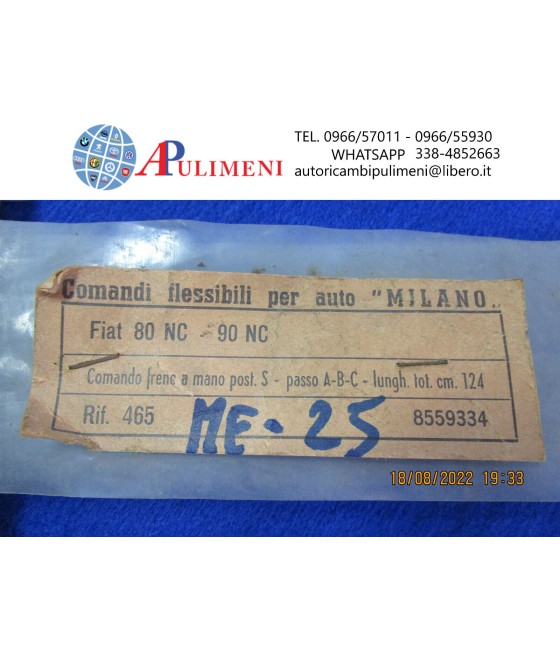 APULIMENI
TEL. 0966/57011 - 0966/55930
WHATSAPP 338-4852663
autoricambipulimeni@libero.it
Comandi flessibili per auto "MILANO„
Fiat 80 NC - 90 NC
Comando freno a mano post. S - passo A-B-C - lungh. tot. cm. 124
Rif. 465
ME-25
8559334
18/08/2022 19:33